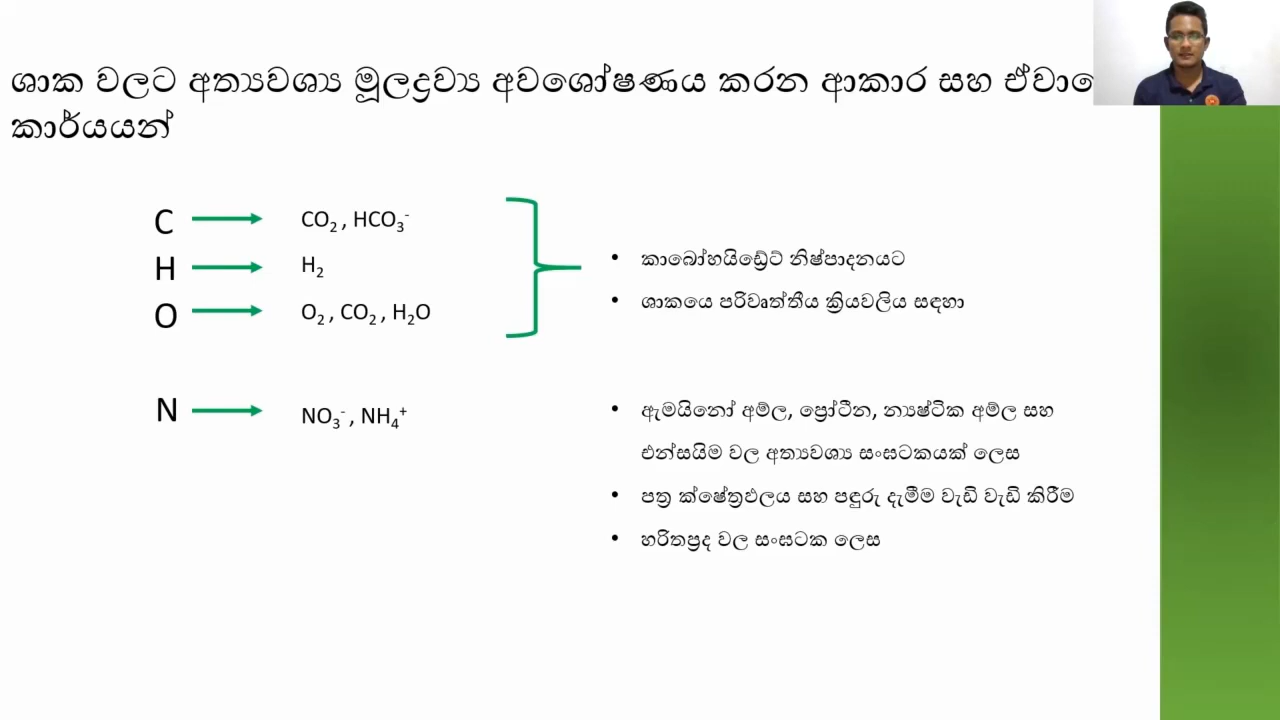 ශාක වලට අත්‍යවශ්‍ය මූලද්‍රව්‍ය අවශෝෂණය කරන ආකාර සහ
කාර්යයන්
C → CO₂ , HCO₃⁻
H → H₂
O → O₂ , CO₂ , H₂O
• කාබෝහයිඩ්‍රේට් නිෂ්පාදනයට
• ශාකයෙ පරිවෘත්තීය ක්‍රියවලිය සඳහා
N → NO₃⁻ , NH₄⁺
• ඇමයිනෝ අම්ල, ප්‍රෝටීන, න්‍යෂ්ටික අම්ල සහ
එන්සයිම වල අත්‍යවශ්‍ය සංඝටකයක් ලෙස
• පත්‍ර ක්ෂේත්‍රඵලය සහ පඳුරු දැමීම වැඩි වැඩි කිරීම
• හරිතප්‍රද වල සංඝටක ලෙස